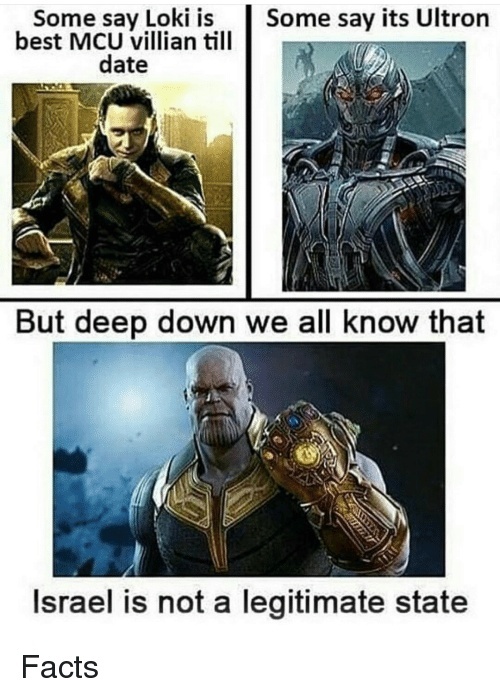 Some say Loki is
best MCU villian till
date
Some say its Ultron
But deep down we all know that
Israel is not a legitimate state
Facts